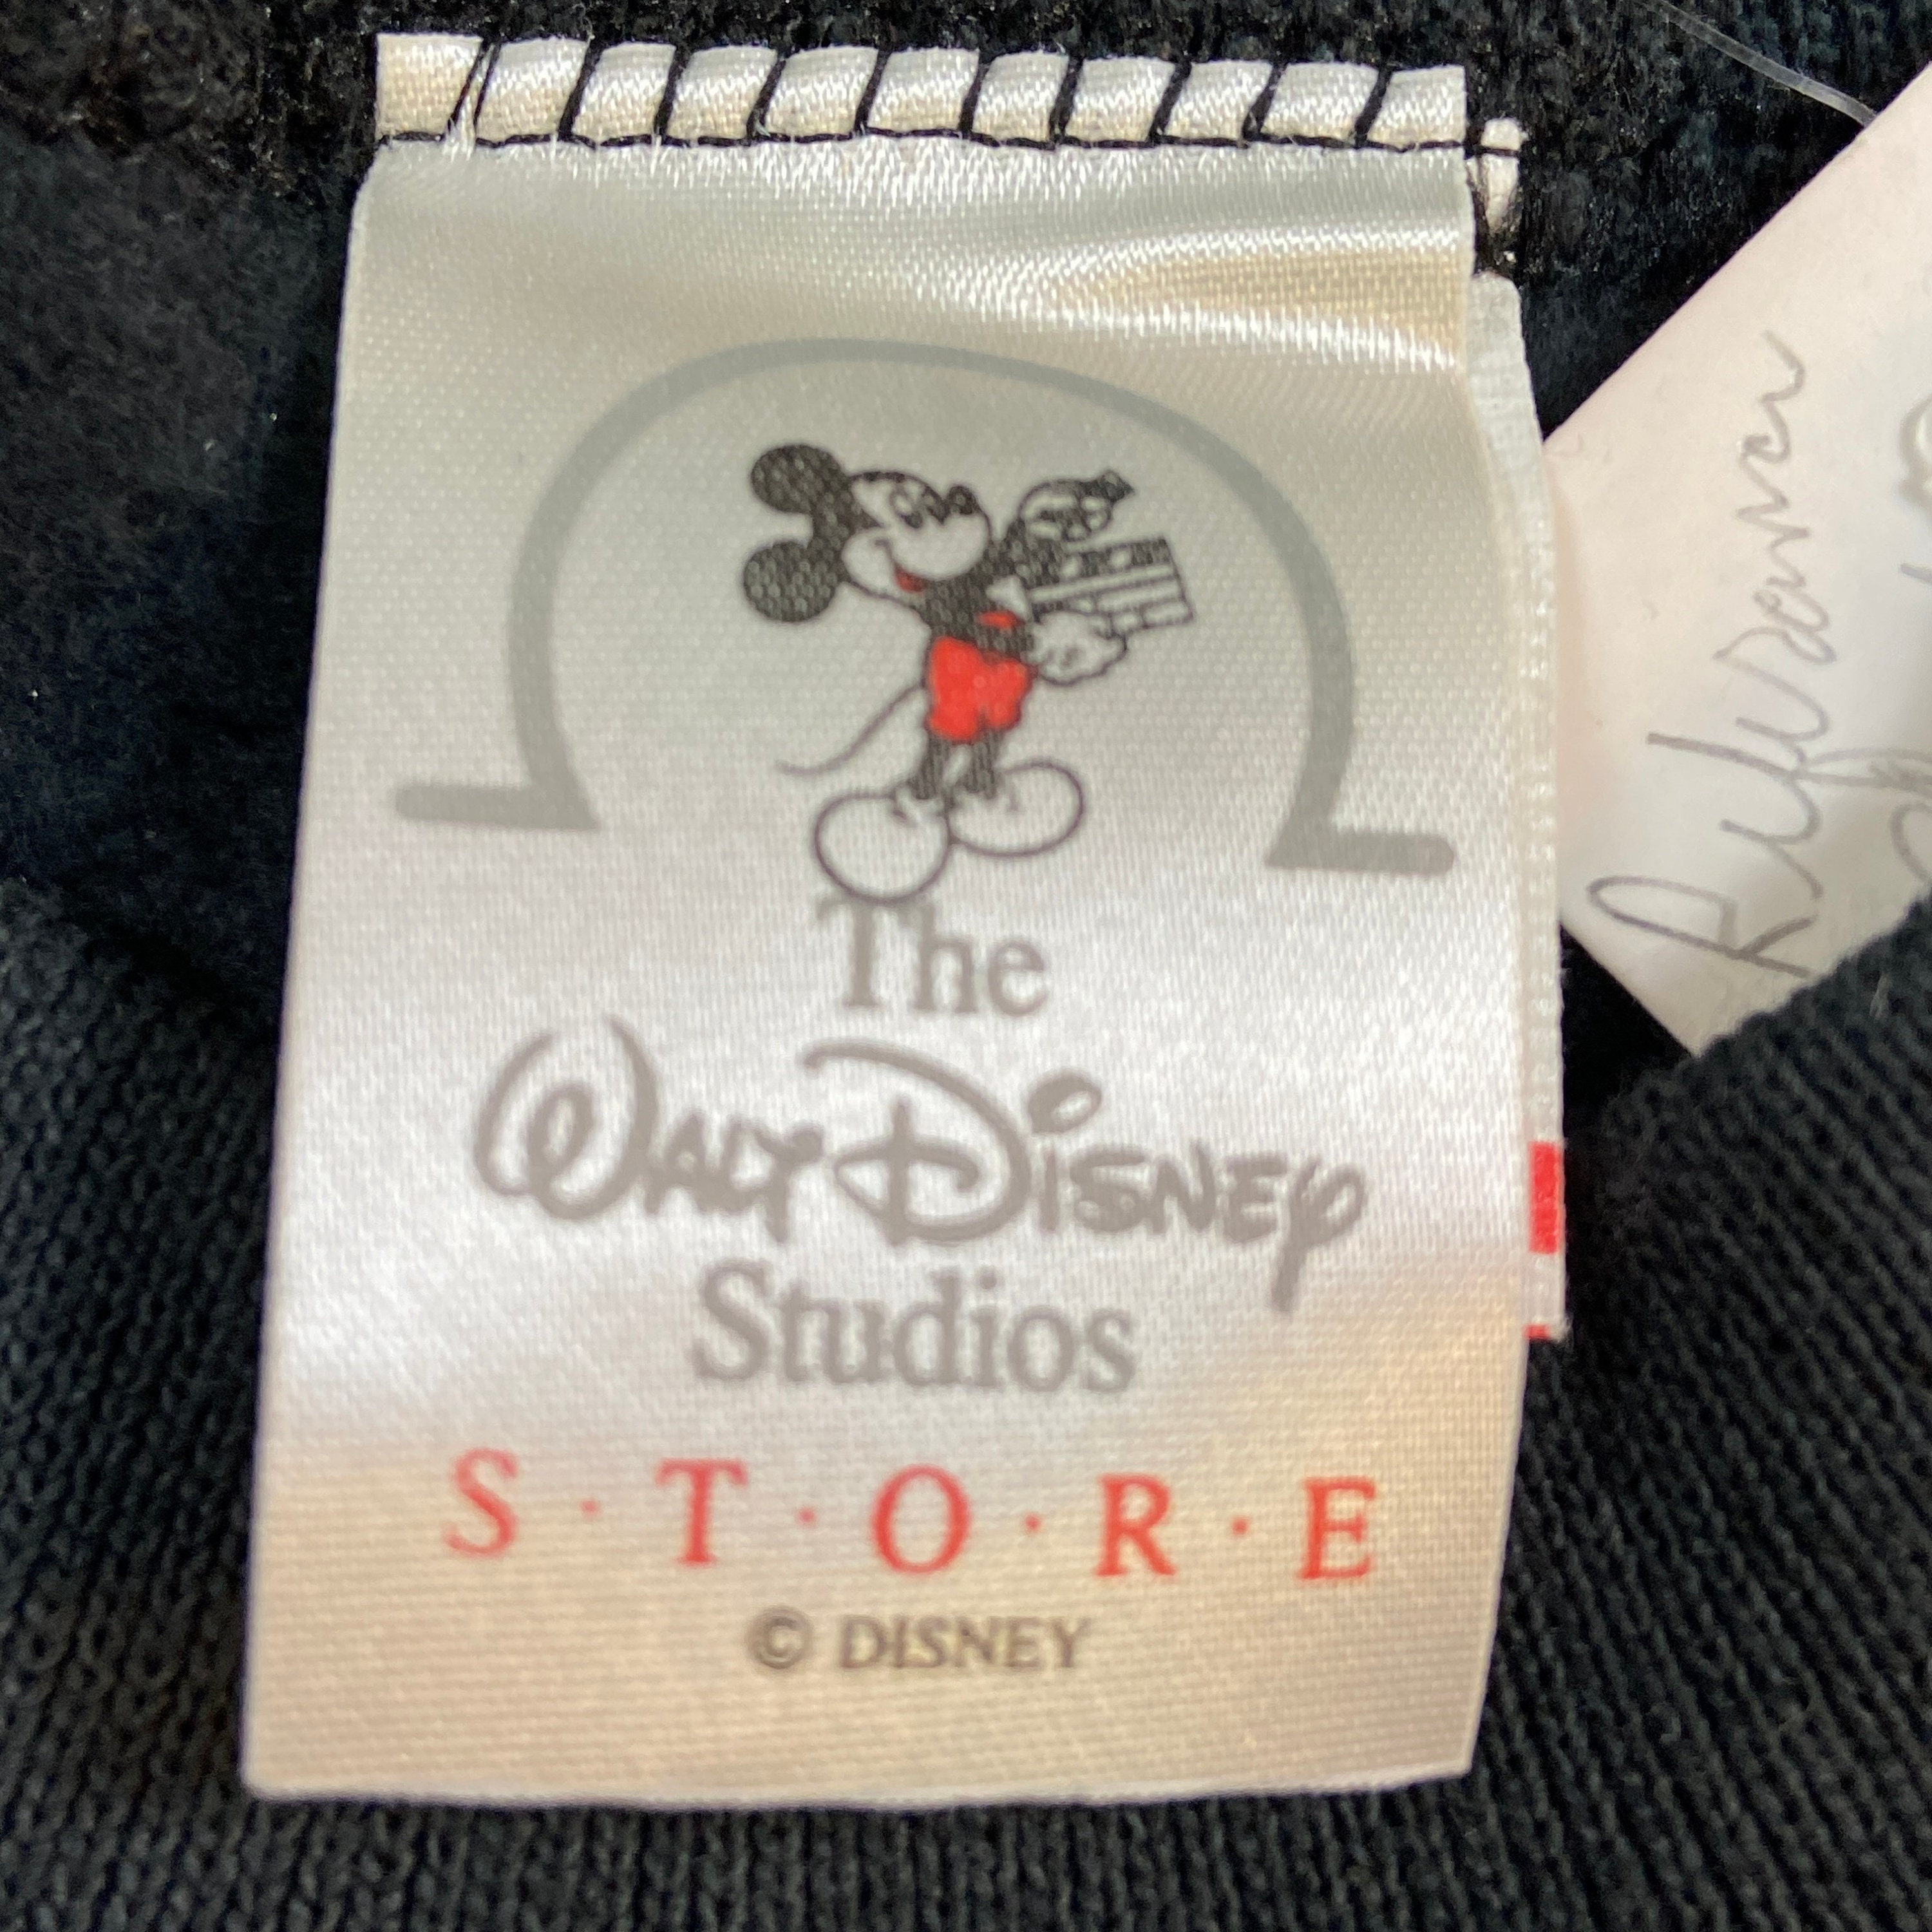 The
WALT DISNEY
Studios
S·T·O·R·E
© DISNEY